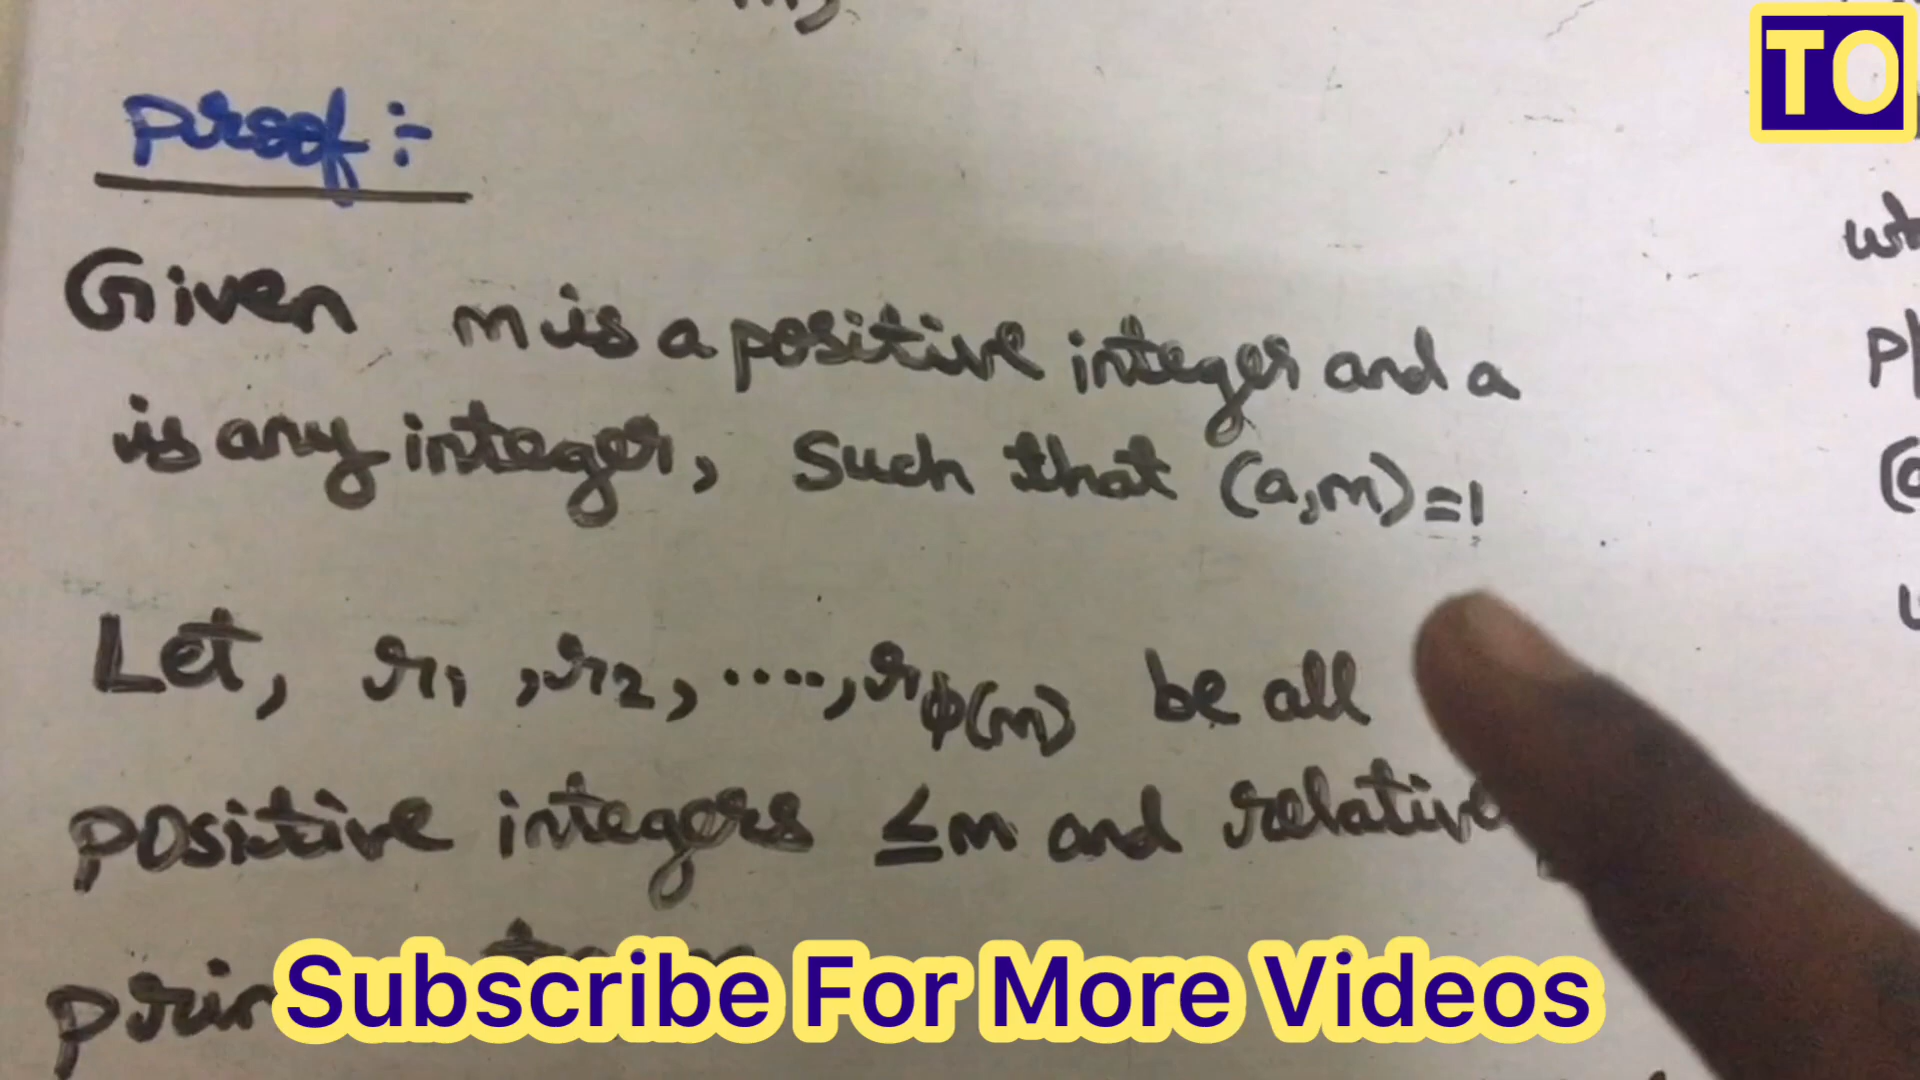 TO
Proof:-
Given m is a positive integer and a
is any integer, such that (a,m)=1
Let, r₁, r₂, ...., r_φ(m) be all
positive integers ≤m and relative
Subscribe For More Videos